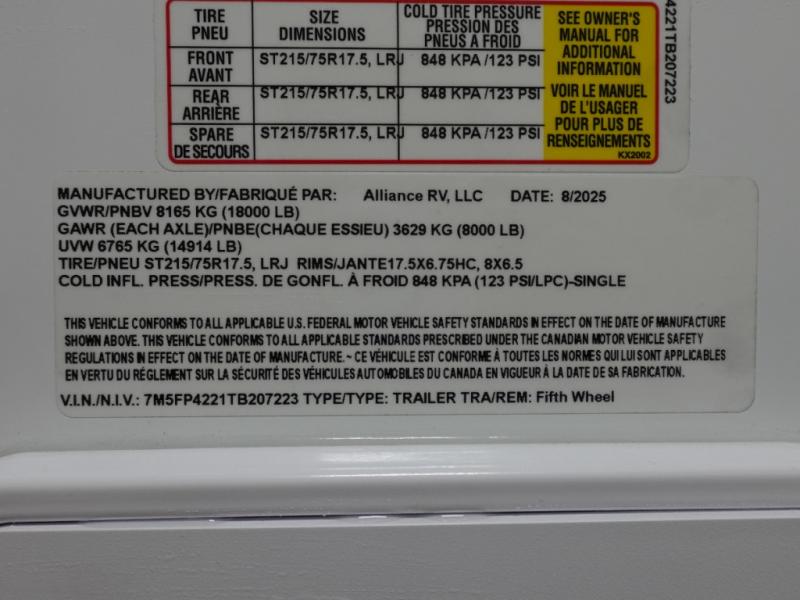 TIRE SIZE COLD TIRE PRESSURE SEE OWNER'S
PNEU DIMENSIONS PRESSION DES MANUAL FOR
PNEUS A FROID ADDITIONAL
FRONT ST215/75R17.5, LRJ 848 KPA /123 PSI INFORMATION
AVANT
REAR ST215/75R17.5, LRJ 848 KPA /123 PSI VOIR LE MANUEL
ARRIÈRE DE L'USAGER
SPARE ST215/75R17.5, LRJ 848 KPA /123 PSI POUR PLUS DE
DE SECOURS RENSEIGNEMENTS
KX2002
4221TB207223
MANUFACTURED BY/FABRIQUÉ PAR: Alliance RV, LLC DATE: 8/2025
GVWR/PNBV 8165 KG (18000 LB)
GAWR (EACH AXLE)/PNBE(CHAQUE ESSIEU) 3629 KG (8000 LB)
UVW 6765 KG (14914 LB)
TIRE/PNEU ST215/75R17.5, LRJ RIMS/JANTE17.5X6.75HC, 8X6.5
COLD INFL. PRESS/PRESS. DE GONFL. À FROID 848 KPA (123 PSI/LPC)-SINGLE
THIS VEHICLE CONFORMS TO ALL APPLICABLE U.S. FEDERAL MOTOR VEHICLE SAFETY STANDARDS IN EFFECT ON THE DATE OF MANUFACTURE
SHOWN ABOVE. THIS VEHICLE CONFORMS TO ALL APPLICABLE STANDARDS PRESCRIBED UNDER THE CANADIAN MOTOR VEHICLE SAFETY
REGULATIONS IN EFFECT ON THE DATE OF MANUFACTURE. ~ CE VÉHICULE EST CONFORME À TOUTES LES NORMES QUI LUI SONT APPLICABLES
EN VERTU DU RÉGLEMENT SUR LA SÉCURITÉ DES VÉHICULES AUTOMOBILES DU CANADA EN VIGUEUR À LA DATE DE SA FABRICATION.
V.I.N./N.I.V.: 7M5FP4221TB207223 TYPE/TYPE: TRAILER TRA/REM: Fifth Wheel